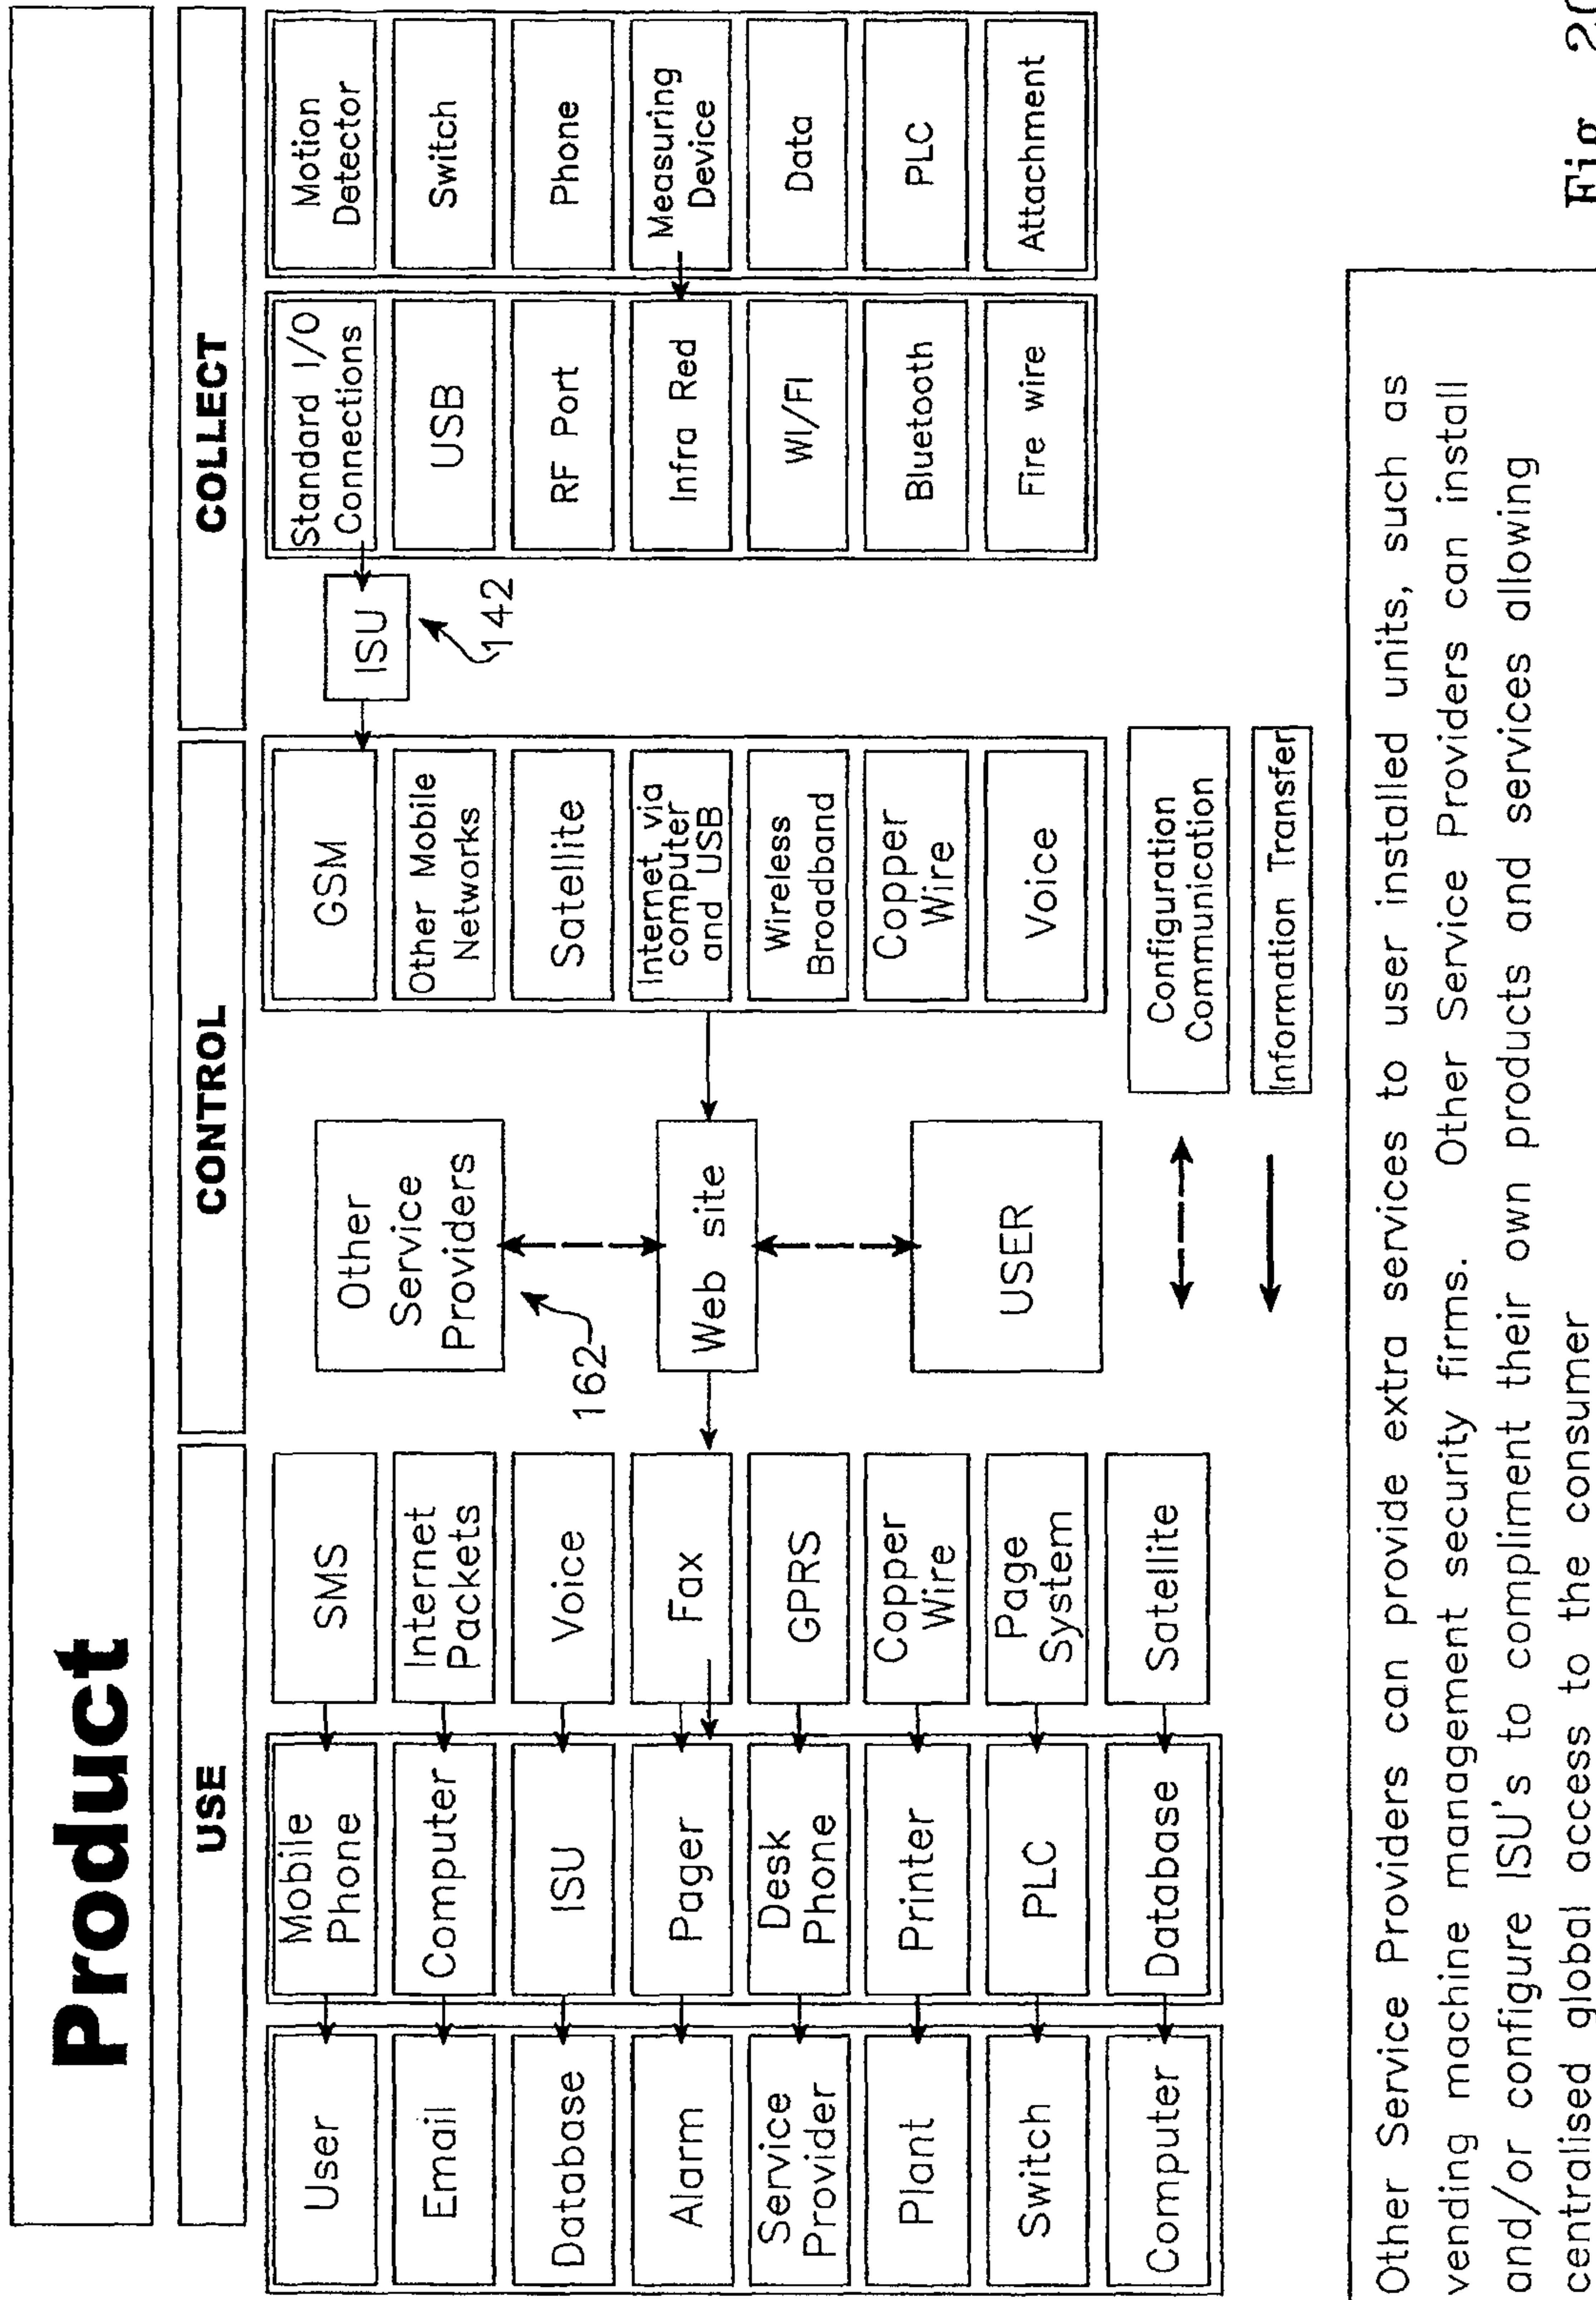 Product
USE
CONTROL
COLLECT
User
Email
Database
Alarm
Service
Provider
Plant
Switch
Computer
Mobile
Phone
Computer
ISU
Pager
Desk
Phone
Printer
PLC
Database
SMS
Internet
Packets
Voice
Fax
GPRS
Copper
Wire
Page
System
Satellite
Other
Service
Providers
162
Web site
USER
GSM
Other Mobile
Networks
Satellite
Internet via
computer
and USB
Wireless
Broadband
Copper
Wire
Voice
Configuration
Communication
Information Transfer
ISU
142
Standard I/O
Connections
USB
RF Port
Infra Red
WI/FI
Bluetooth
Fire wire
Motion
Detector
Switch
Phone
Measuring
Device
Data
PLC
Attachment
Other Service Providers can provide extra services to user installed units, such as
vending machine management security firms. Other Service Providers can install
and/or configure ISU's to compliment their own products and services allowing
centralised global access to the consumer
Fig